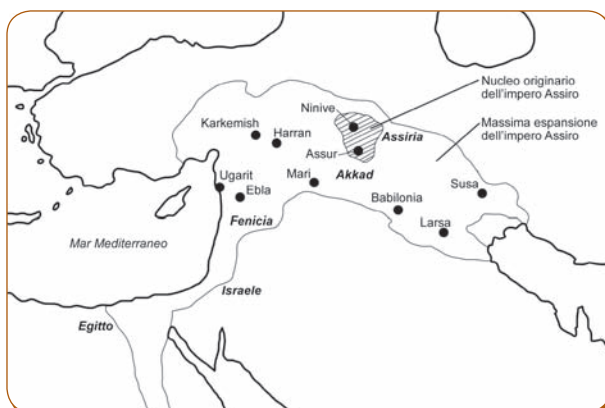 Nucleo originario
dell'impero Assiro
Ninive
Karkemish
Harran
Assiria
Massima espansione
dell'impero Assiro
Assur
Akkad
Ugarit
Ebla
Mari
Susa
Babilonia
Fenicia
Larsa
Mar Mediterraneo
Israele
Egitto